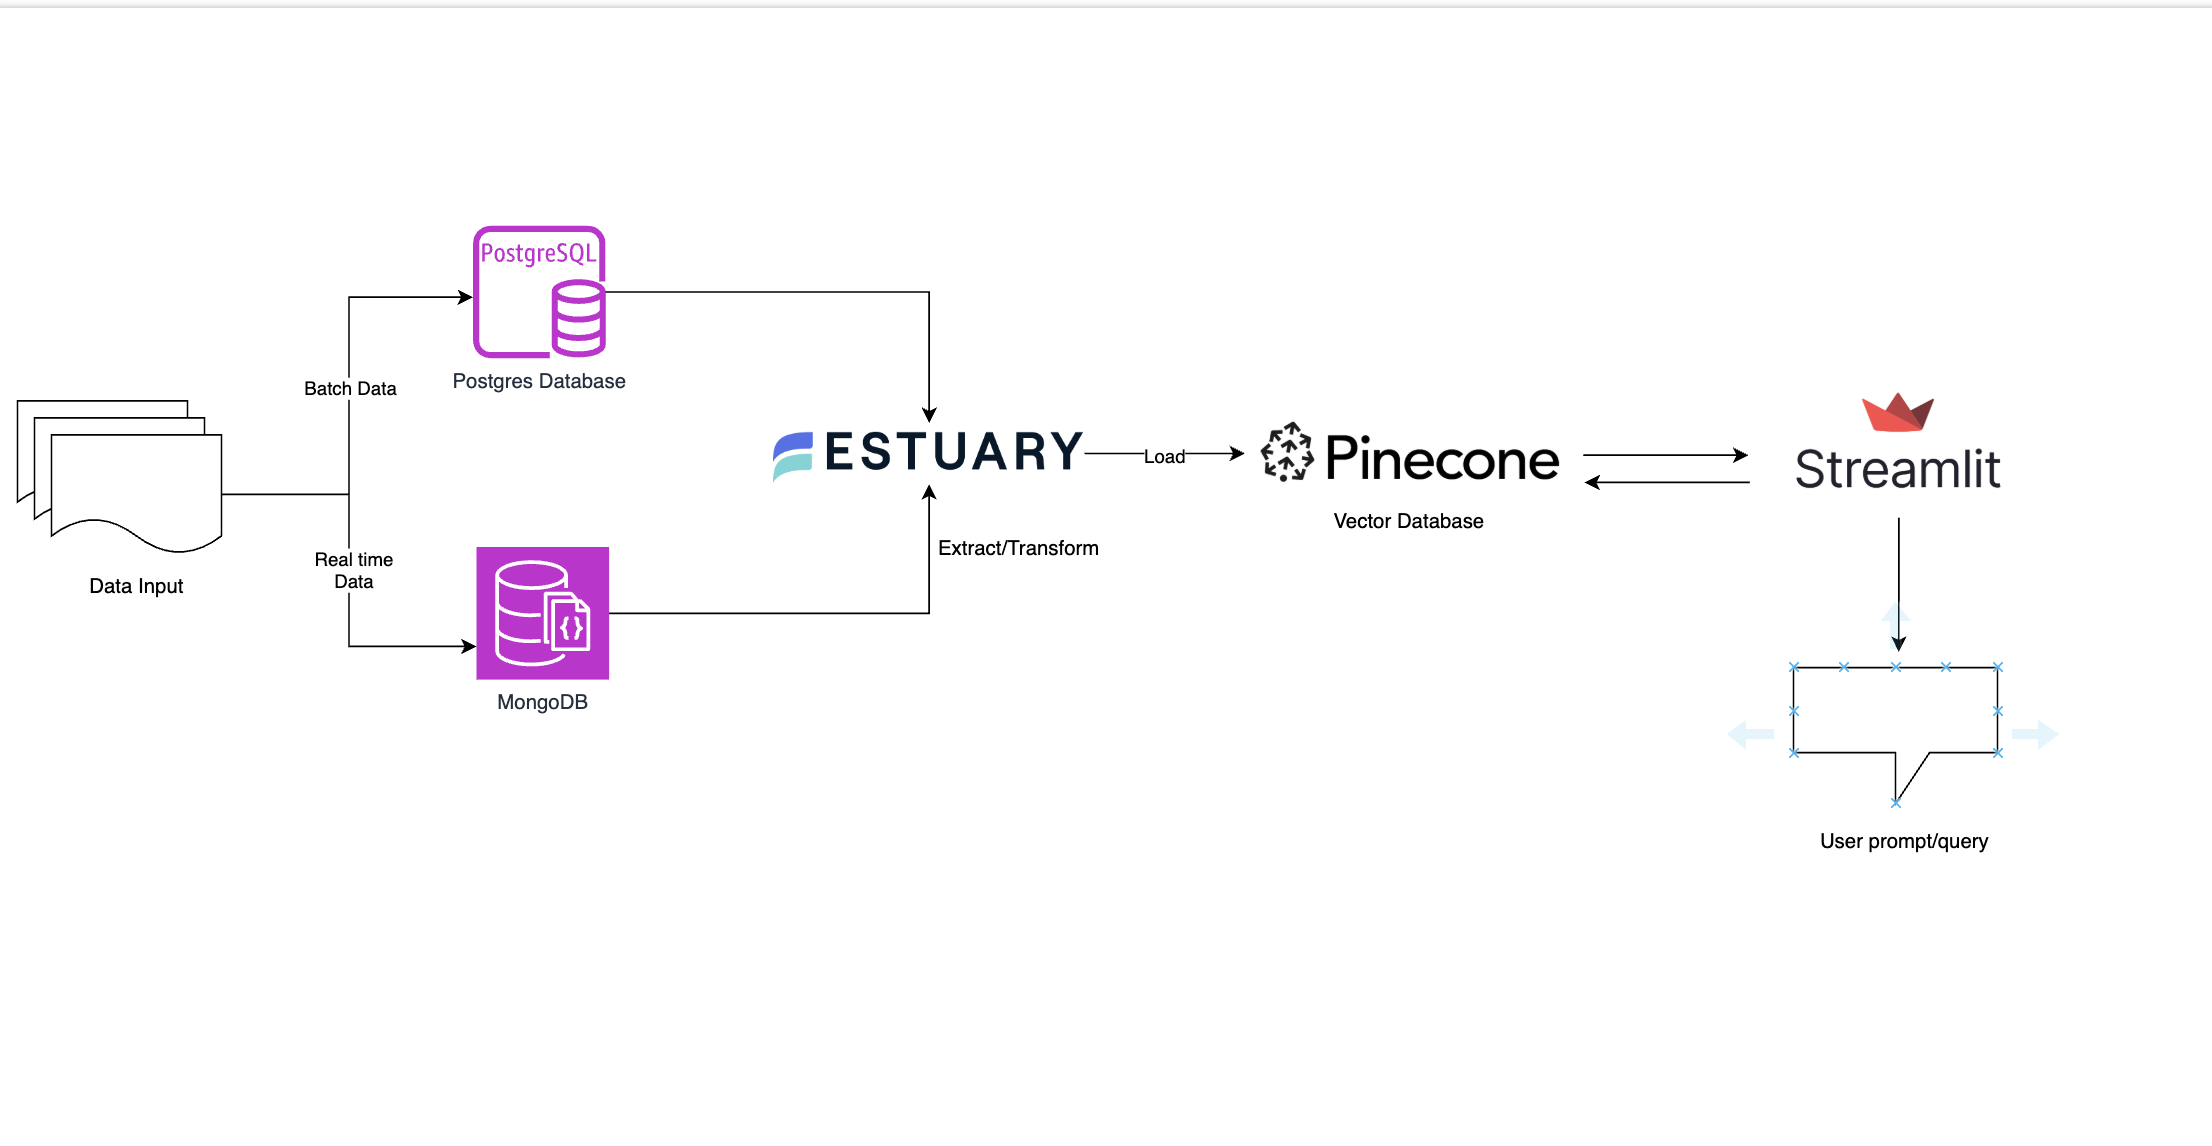 PostgreSQL
Postgres Database
Batch Data
Data Input
Real time
Data
MongoDB
ESTUARY
Extract/Transform
Load
Pinecone
Vector Database
Streamlit
User prompt/query
{}